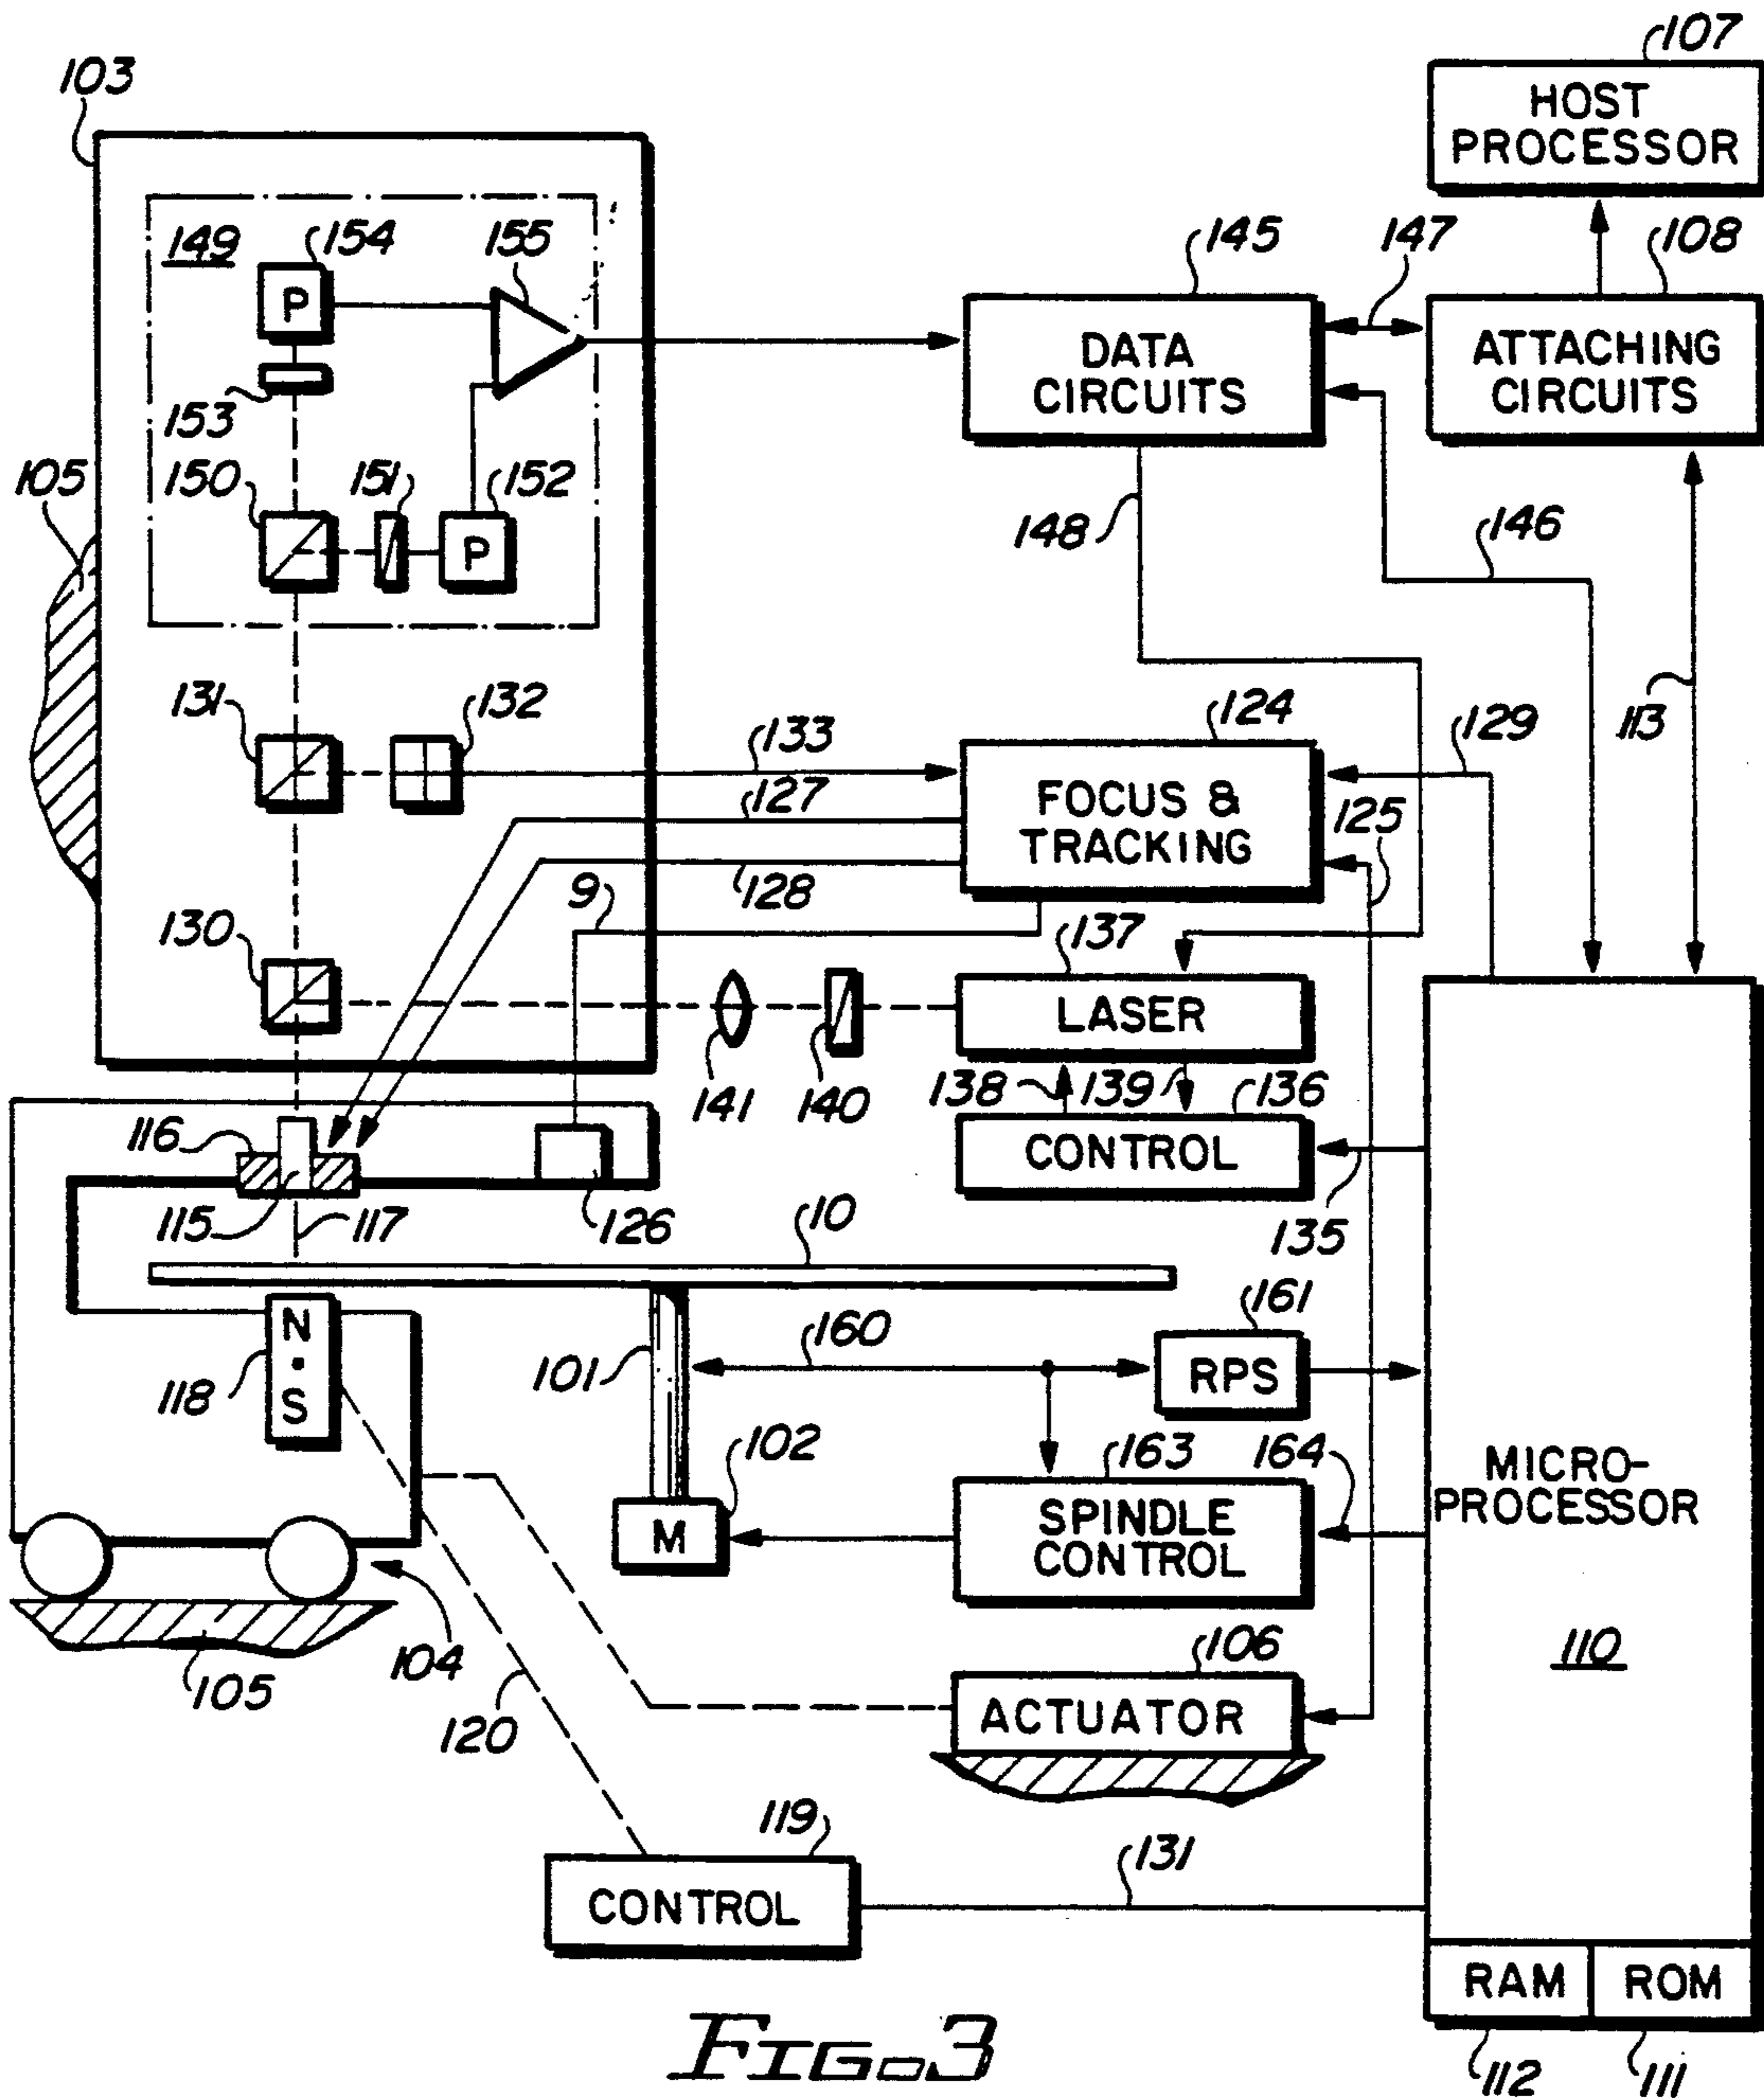 107
HOST
PROCESSOR
103
149
154
155
145
147
108
P
DATA
CIRCUITS
ATTACHING
CIRCUITS
153
105
150
151
152
P
148
146
131
132
133
124
129
113
127
FOCUS &
TRACKING
125
128
9
130
137
LASER
141
140
138
139
136
116
CONTROL
115
117
126
10
135
N
S
118
101
160
161
RPS
102
163
164
MICRO-
PROCESSOR
M
SPINDLE
CONTROL
110
104
105
106
120
ACTUATOR
119
131
CONTROL
RAM
ROM
FIG. 3
112
111